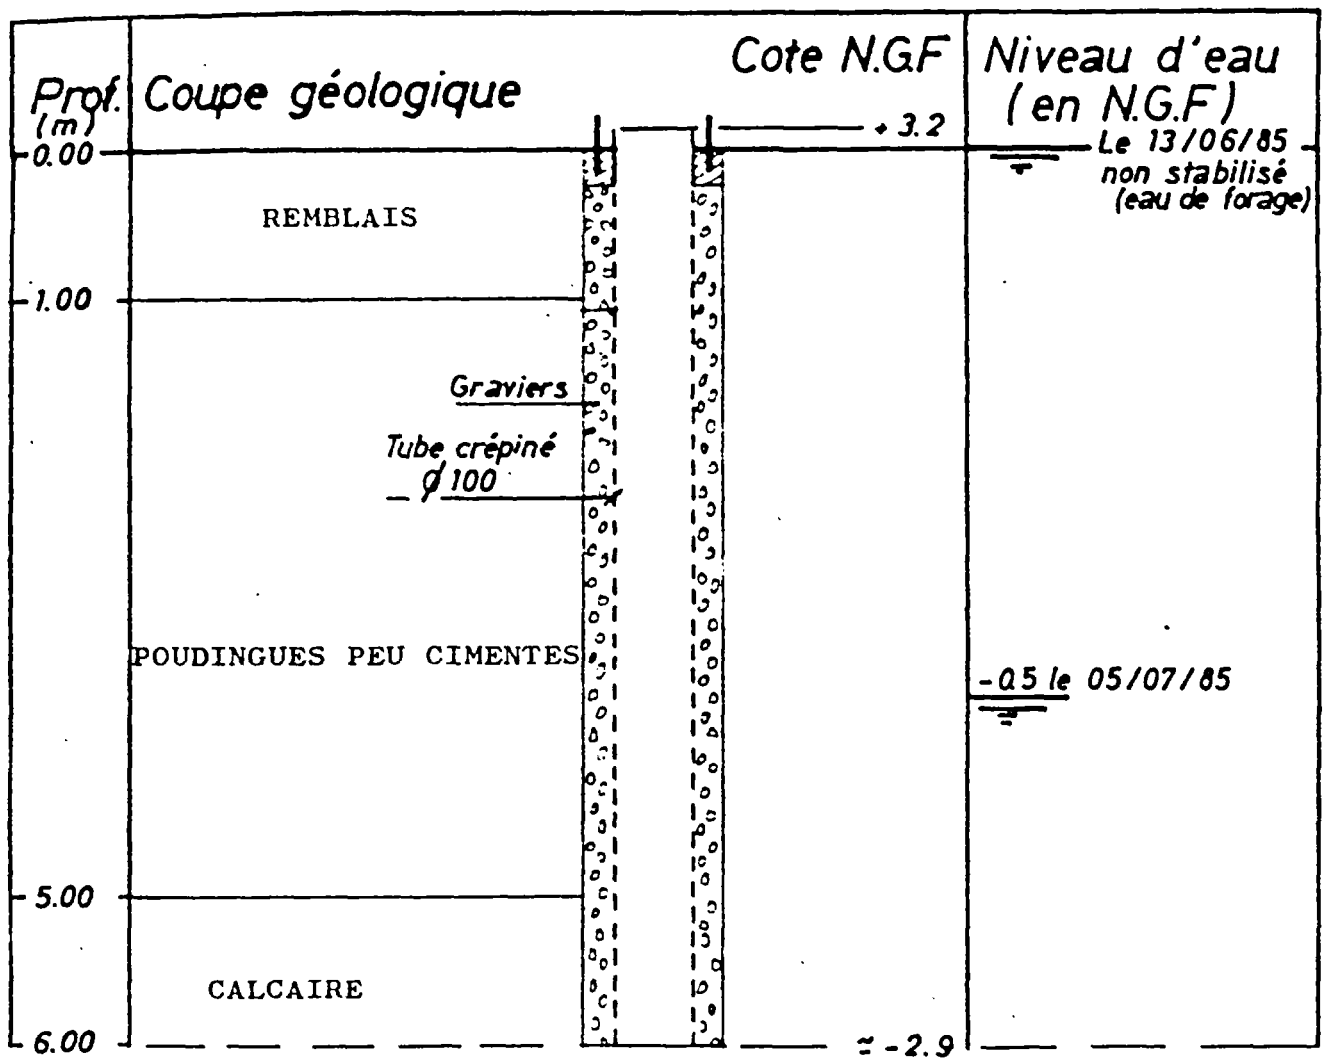 Prof.
(m)
Coupe géologique
Cote N.G.F
Niveau d'eau
(en N.G.F)
+ 3.2
0.00
Le 13/06/85
non stabilisé
(eau de forage)
REMBLAIS
1.00
Graviers
Tube crépiné
Ø 100
POUDINGUES PEU CIMENTES
- 0.5 le 05/07/85
5.00
CALCAIRE
6.00
≃ -2.9